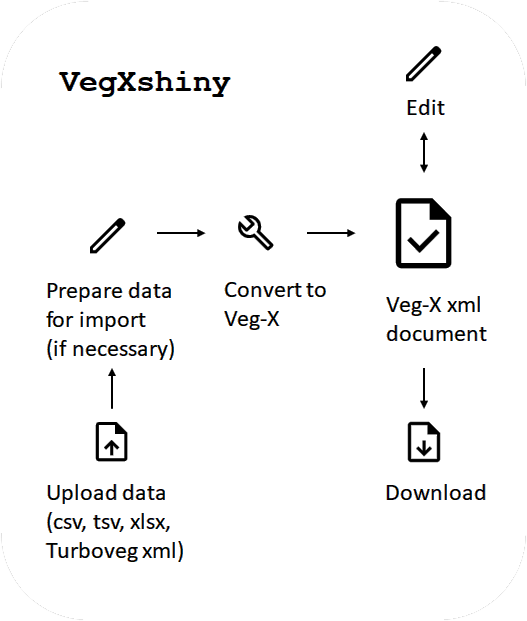 VegXshiny
Edit
Prepare data
for import
(if necessary)
Convert to
Veg-X
Veg-X xml
document
Upload data
(csv, tsv, xlsx,
Turboveg xml)
Download